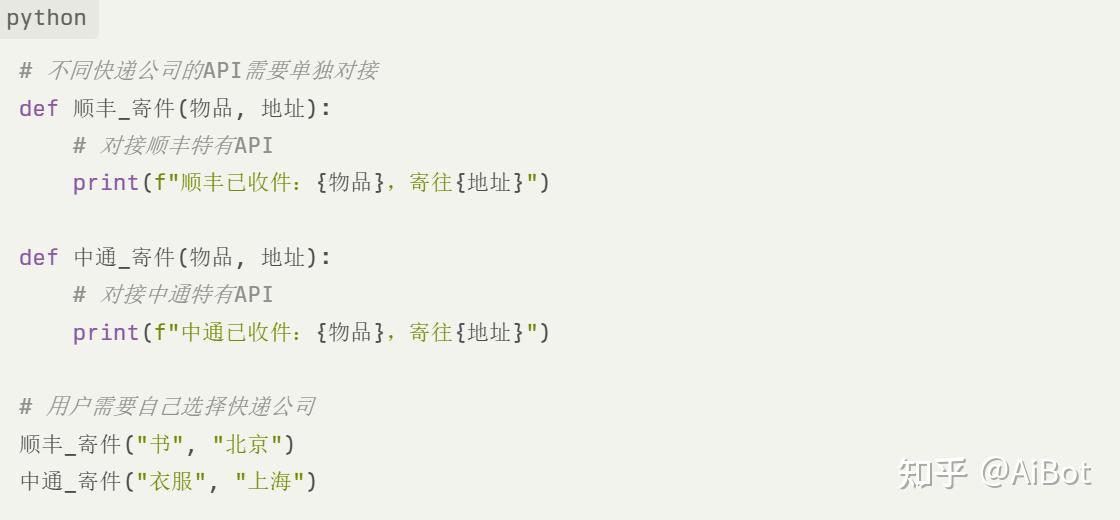 python
# 不同快递公司的API需要单独对接
def 顺丰_寄件(物品, 地址):
    # 对接顺丰特有API
    print(f"顺丰已收件：{物品}，寄往{地址}")
def 中通_寄件(物品, 地址):
    # 对接中通特有API
    print(f"中通已收件：{物品}，寄往{地址}")
# 用户需要自己选择快递公司
顺丰_寄件("书", "北京")
中通_寄件("衣服", "上海")
知乎 @AiBot